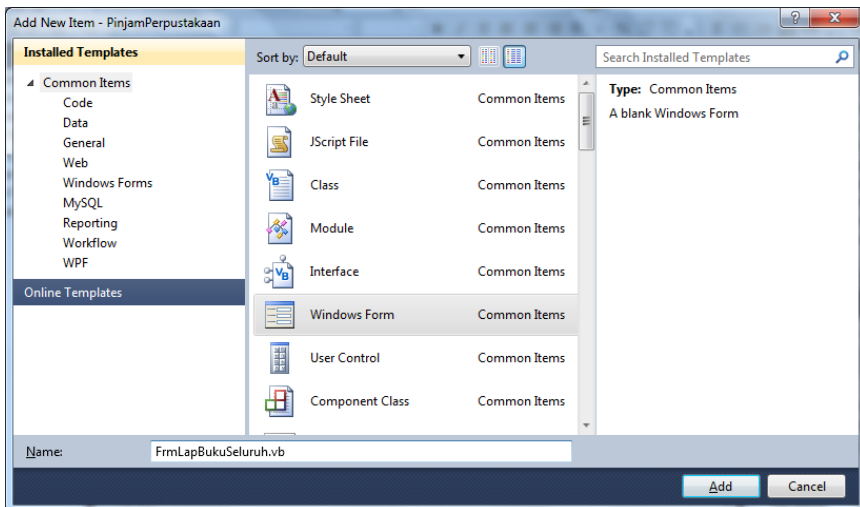 Add New Item - PinjamPerpustakaan
Installed Templates
Common Items
Code
Data
General
Web
Windows Forms
MySQL
Reporting
Workflow
WPF
Online Templates
Sort by: Default
Style Sheet Common Items
JScript File Common Items
Class Common Items
Module Common Items
Interface Common Items
Windows Form Common Items
User Control Common Items
Component Class Common Items
Search Installed Templates
Type: Common Items
A blank Windows Form
Name: FrmLapBukuSeluruh.vb
Add Cancel